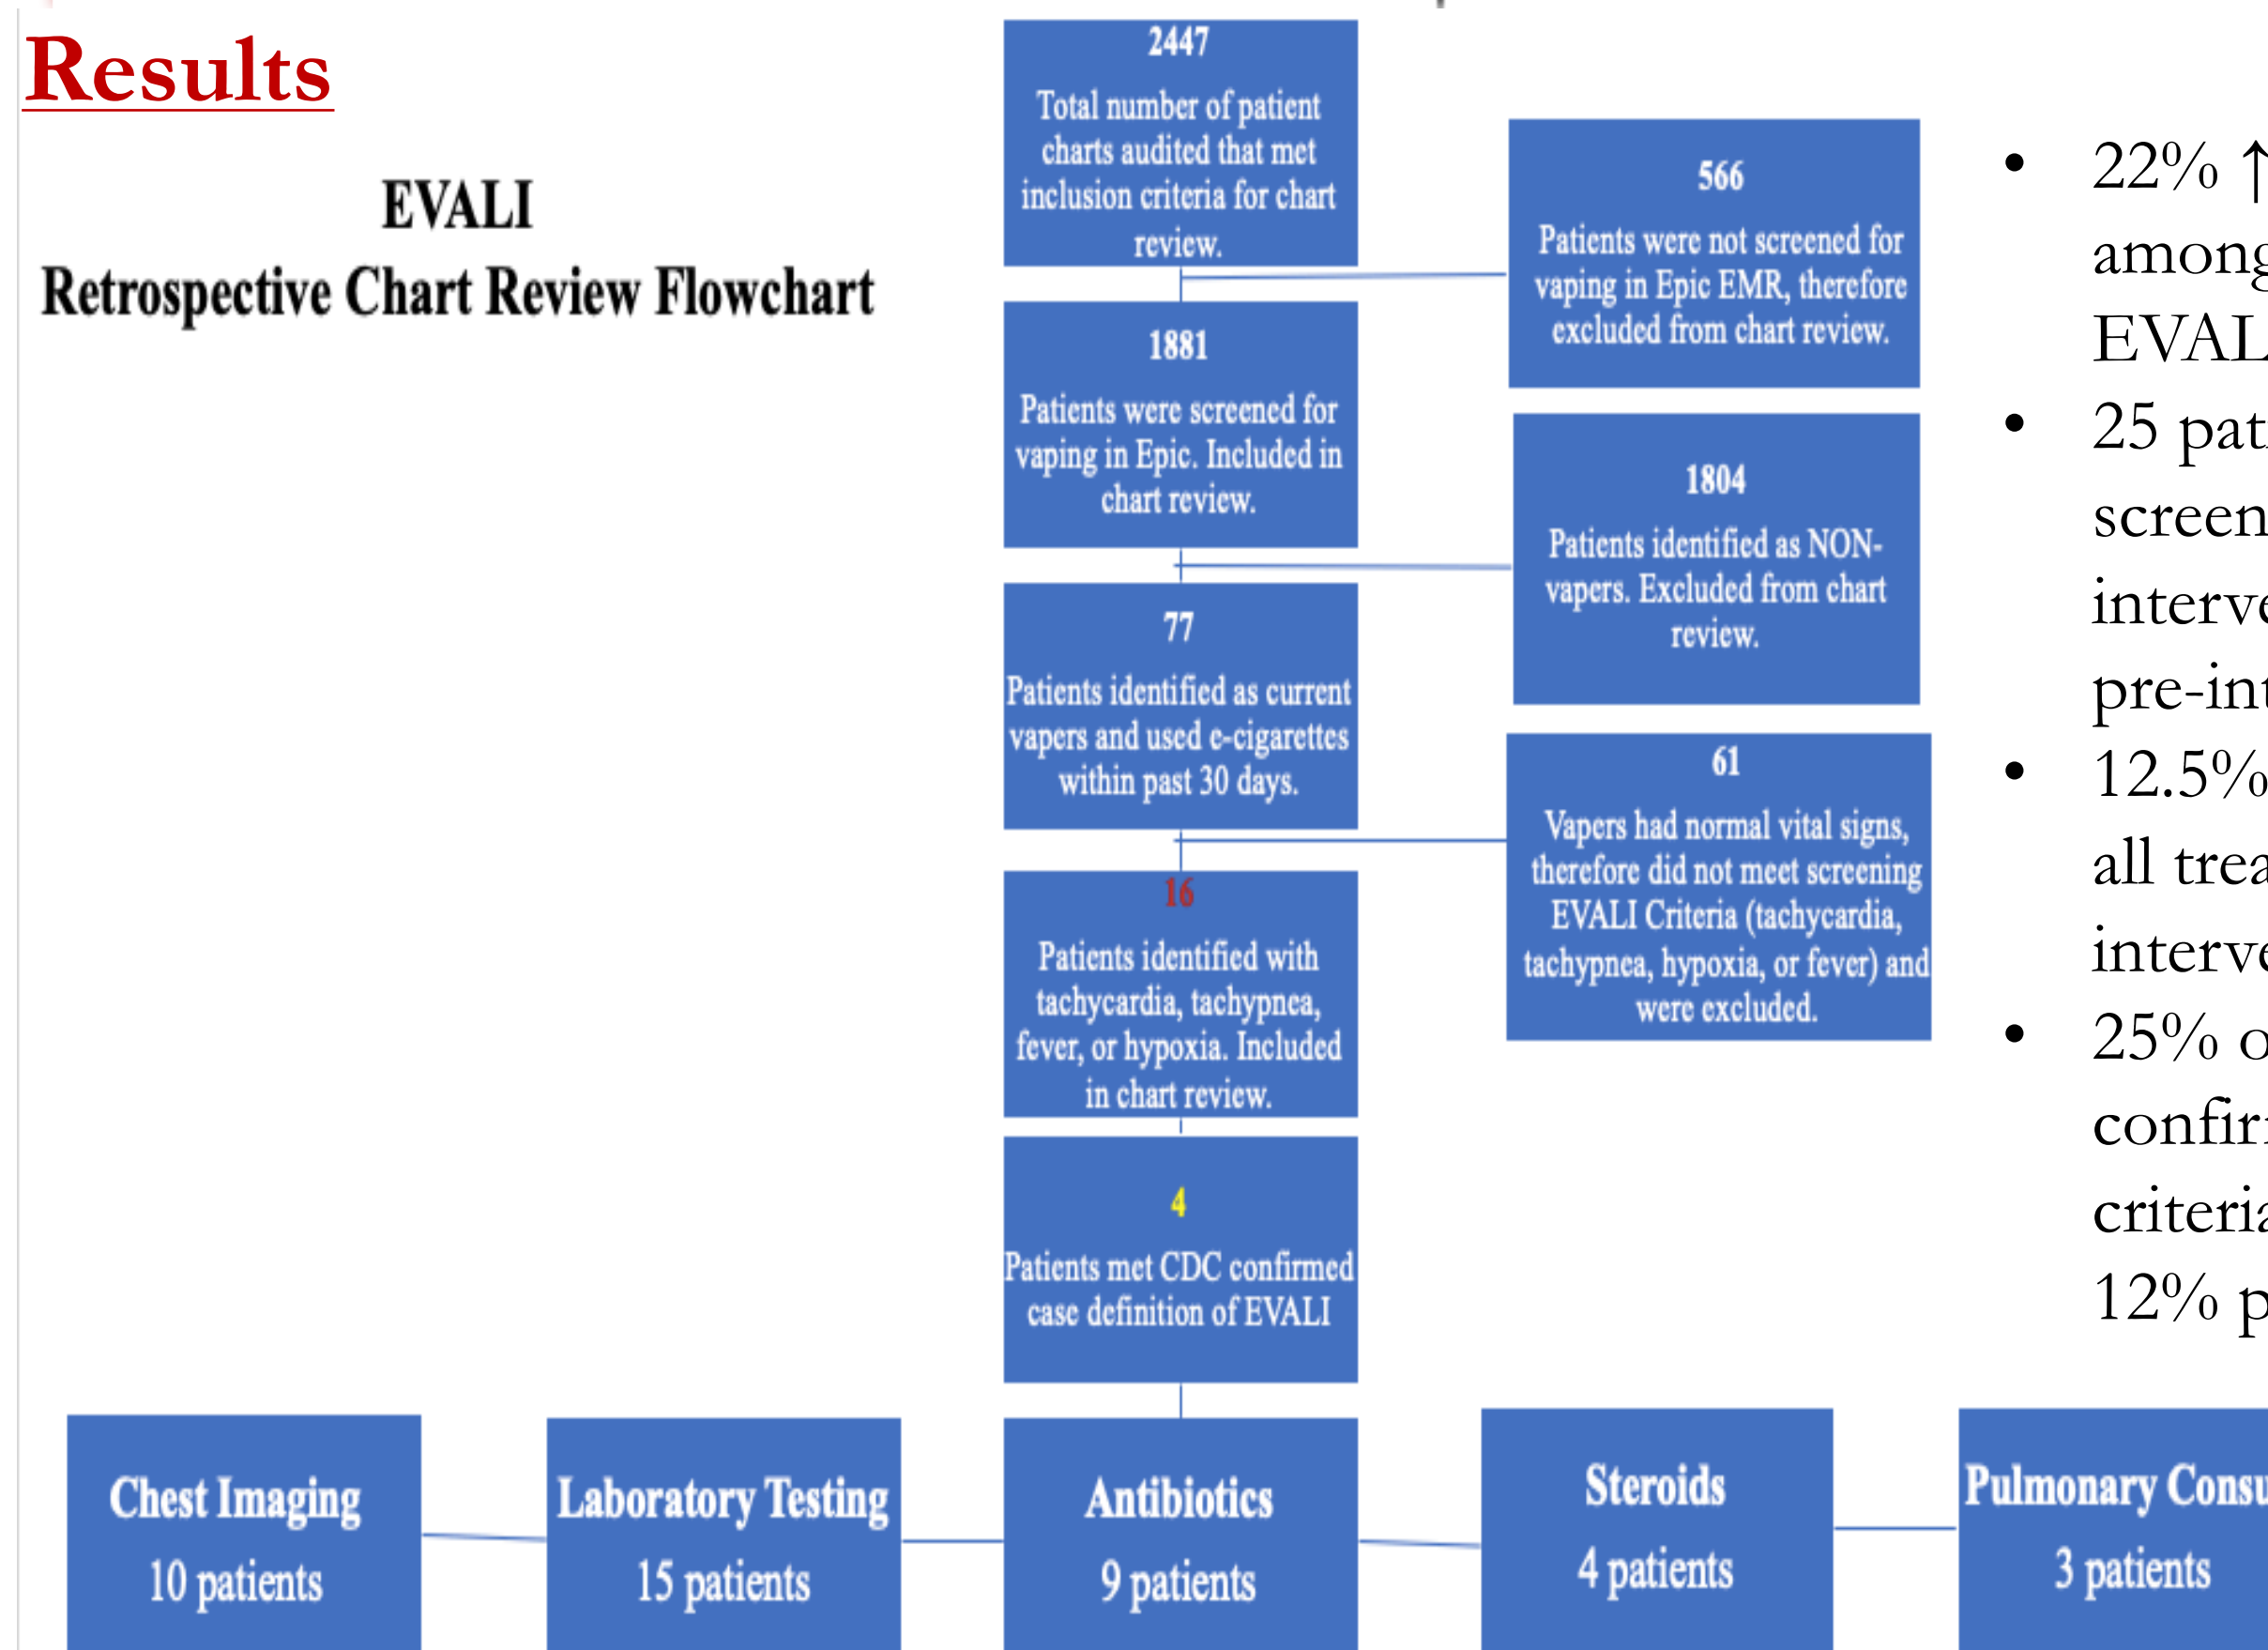 Results
EVALI
Retrospective Chart Review Flowchart
2447
Total number of patient
charts audited that met
inclusion criteria for chart
review.
566
Patients were not screened for
vaping in Epic EMR, therefore
excluded from chart review.
1881
Patients were screened for
vaping in Epic. Included in
chart review.
1804
Patients identified as NON-
vapers. Excluded from chart
review.
77
Patients identified as current
vapers and used e-cigarettes
within past 30 days.
61
Vapers had normal vital signs,
therefore did not meet screening
EVALI Criteria (tachycardia,
tachypnea, hypoxia, or fever) and
were excluded.
16
Patients identified with
tachycardia, tachypnea,
fever, or hypoxia. Included
in chart review.
4
Patients met CDC confirmed
case definition of EVALI
Chest Imaging
10 patients
Laboratory Testing
15 patients
Antibiotics
9 patients
Steroids
4 patients
Pulmonary
3 patients
• 22% ↑
among
• 25
• 12.5%
all
• 25%
12%